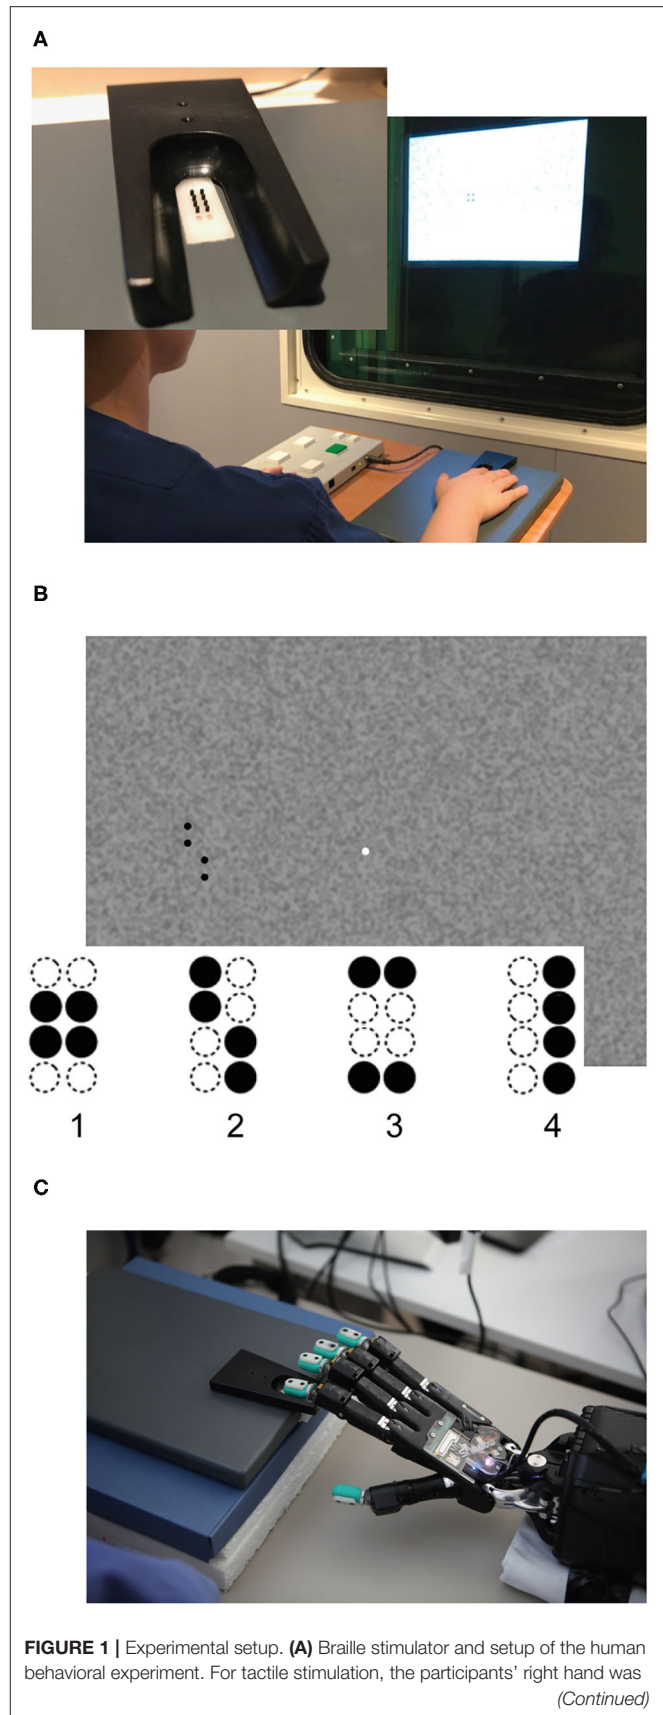 A
B
1 2 3 4
C
FIGURE 1 | Experimental setup. (A) Braille stimulator and setup of the human
behavioral experiment. For tactile stimulation, the participants’ right hand was
(Continued)